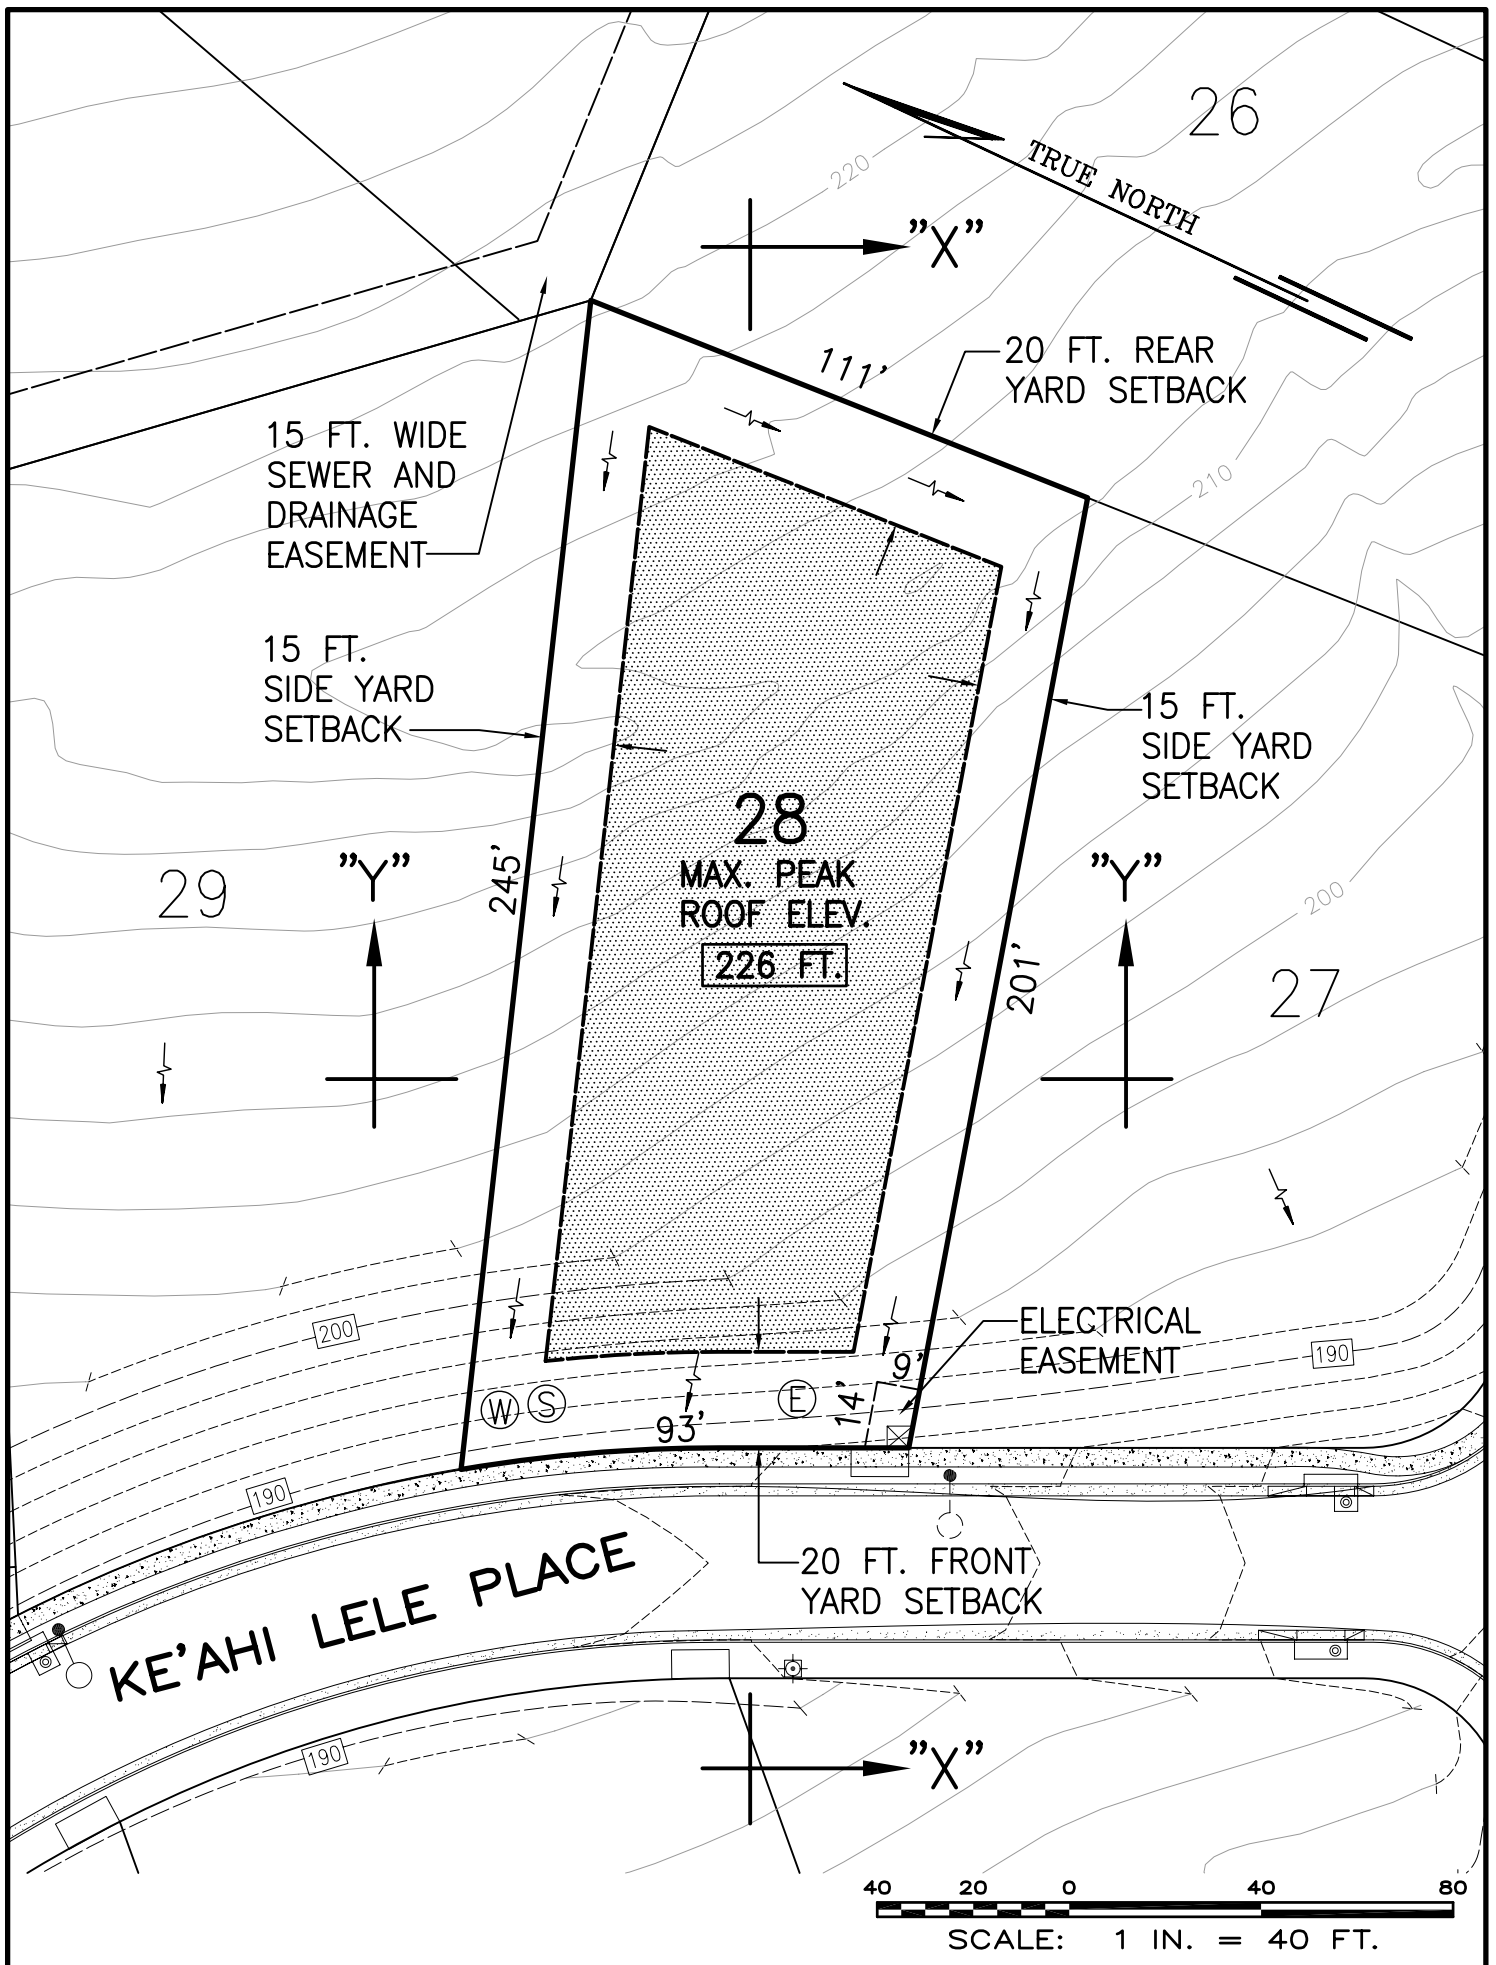 26
TRUE NORTH
220
"X"
20 FT. REAR
YARD SETBACK
111'
15 FT. WIDE
SEWER AND
DRAINAGE
EASEMENT
210
15 FT.
SIDE YARD
SETBACK
15 FT.
SIDE YARD
SETBACK
28
MAX. PEAK
ROOF ELEV.
226 FT.
29
"Y"
245'
"Y"
200
201'
27
200
ELECTRICAL
EASEMENT
190
9'
14'
W
S
E
93'
190
20 FT. FRONT
YARD SETBACK
KE'AHI LELE PLACE
190
"X"
40 20 0 40 80
SCALE: 1 IN. = 40 FT.